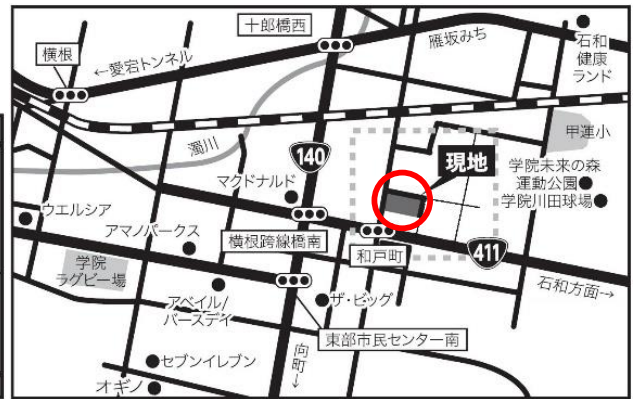 十郎橋西
雁坂みち
石和
健康
ランド
横根
←愛宕トンネル
濁川
140
甲運小
現地
学院未来の森
運動公園
学院川田球場
マクドナルド
ウエルシア
アマノパークス
横根跨線橋南
和戸町
411
学院
ラグビー場
石和方面→
アベイル/
バースデイ
ザ・ビッグ
東部市民センター南
向町↓
セブンイレブン
オギノ